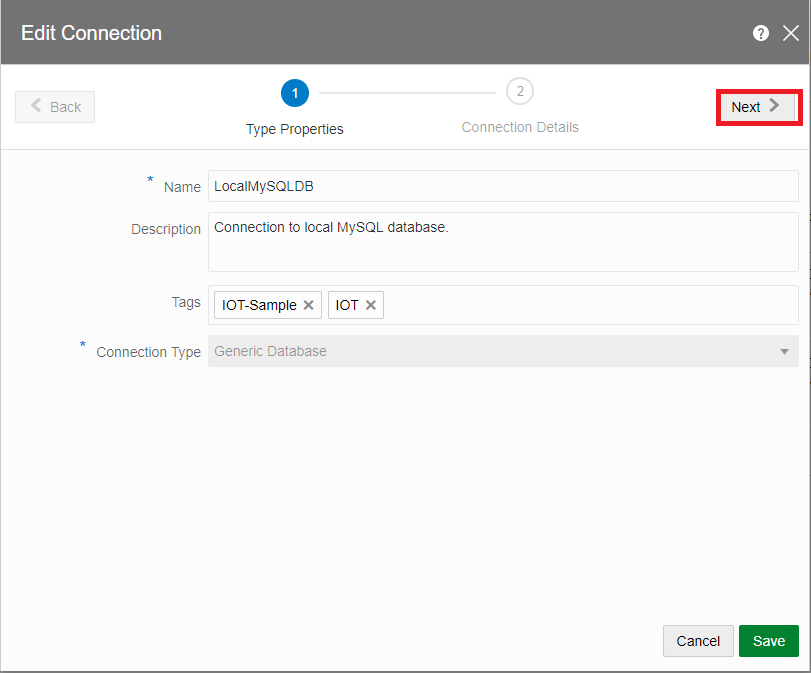 Edit Connection ?
Back 1 2 Next
Type Properties Connection Details
* Name LocalMySQLDB
Description Connection to local MySQL database.
Tags IOT-Sample × IOT ×
* Connection Type Generic Database
Cancel Save